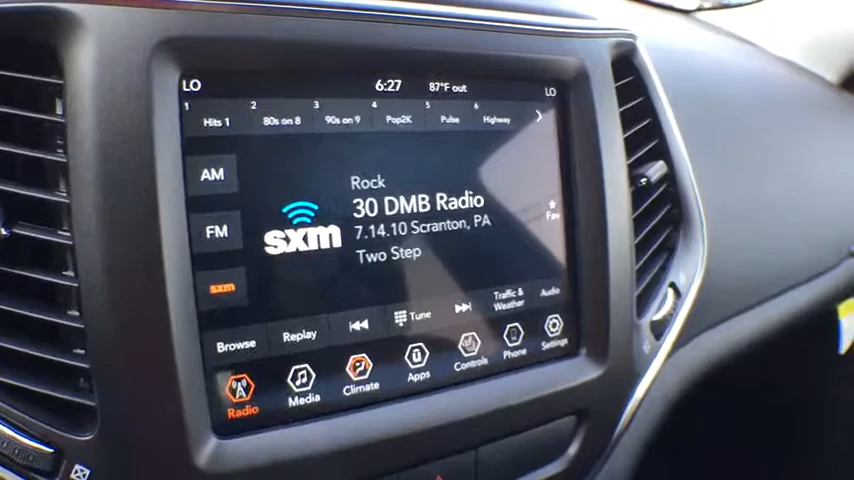 LO 6:27 87°F out LO
1 2 3 4 5 6
Hits 1 80s on 8 90s on 9 Pop2K Pulse Highway
AM
Rock
30 DMB Radio
FM
sxm
7.14.10 Scranton, PA
Fav
Two Step
sxm
Browse Replay Tune Traffic & Weather Audio
Radio Media Climate Apps Controls Phone Settings